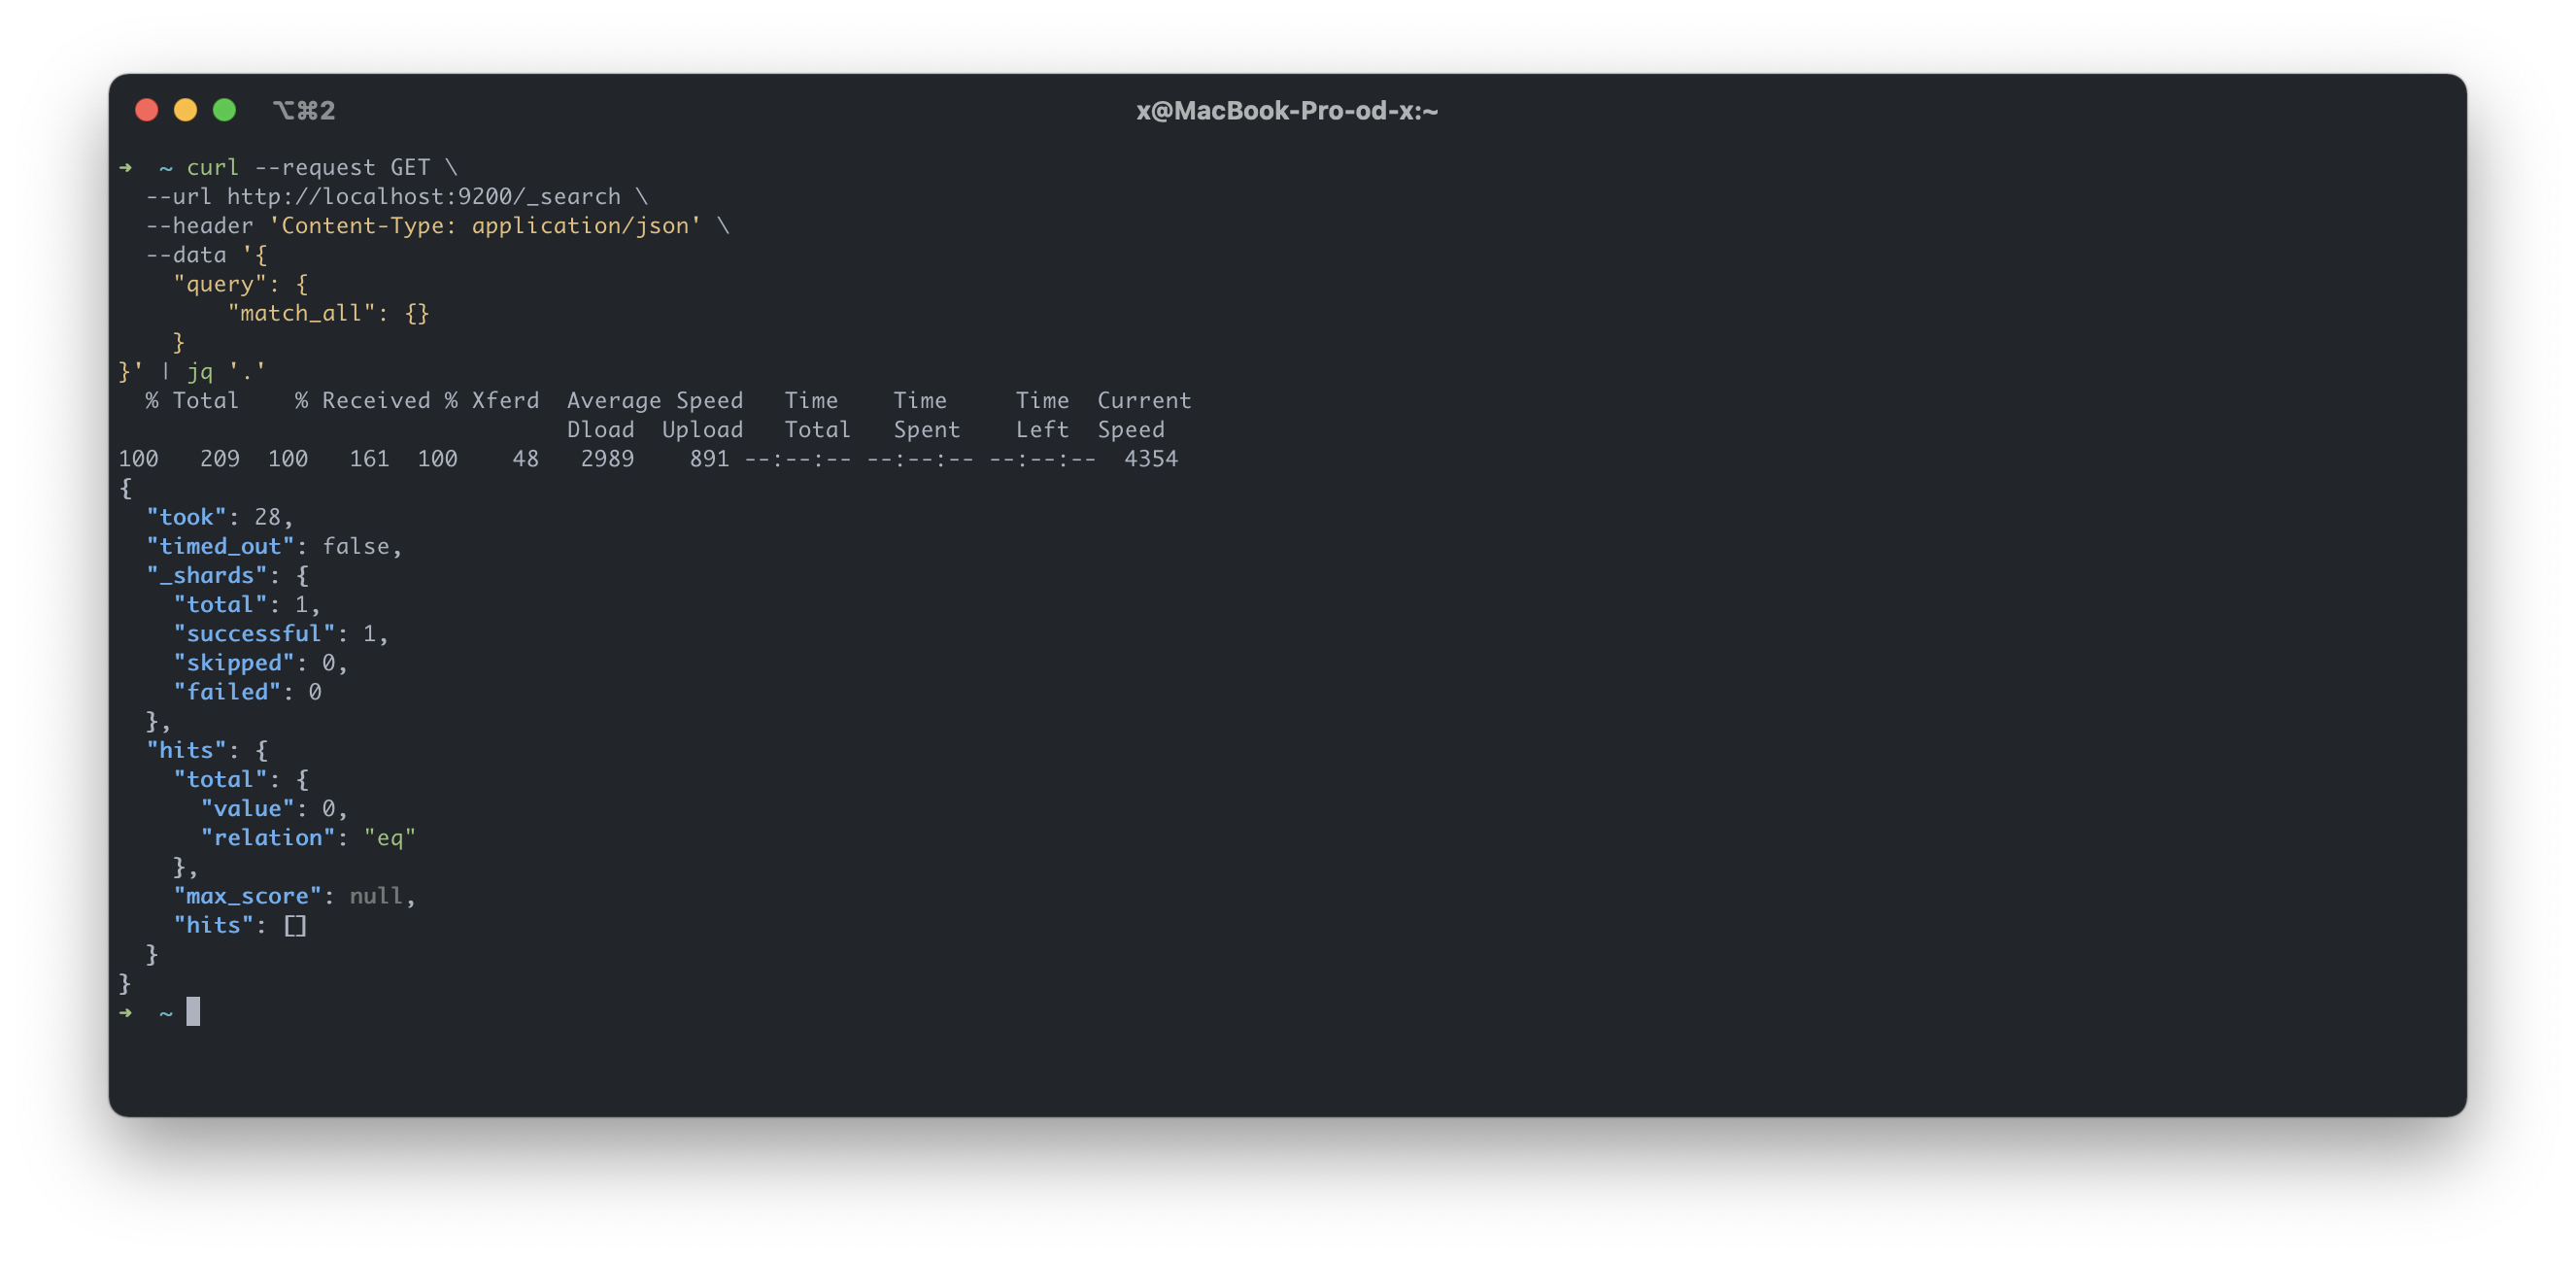 ⌥⌘2
x@MacBook-Pro-od-x:~
➜  ~ curl --request GET \
  --url http://localhost:9200/_search \
  --header 'Content-Type: application/json' \
  --data '{
    "query": {
        "match_all": {}
    }
}' | jq '.'
  % Total    % Received % Xferd  Average Speed   Time    Time     Time  Current
                                 Dload  Upload   Total   Spent    Left  Speed
100   209  100   161  100    48   2989    891 --:--:-- --:--:-- --:--:--  4354
{
  "took": 28,
  "timed_out": false,
  "_shards": {
    "total": 1,
    "successful": 1,
    "skipped": 0,
    "failed": 0
  },
  "hits": {
    "total": {
      "value": 0,
      "relation": "eq"
    },
    "max_score": null,
    "hits": []
  }
}
➜  ~